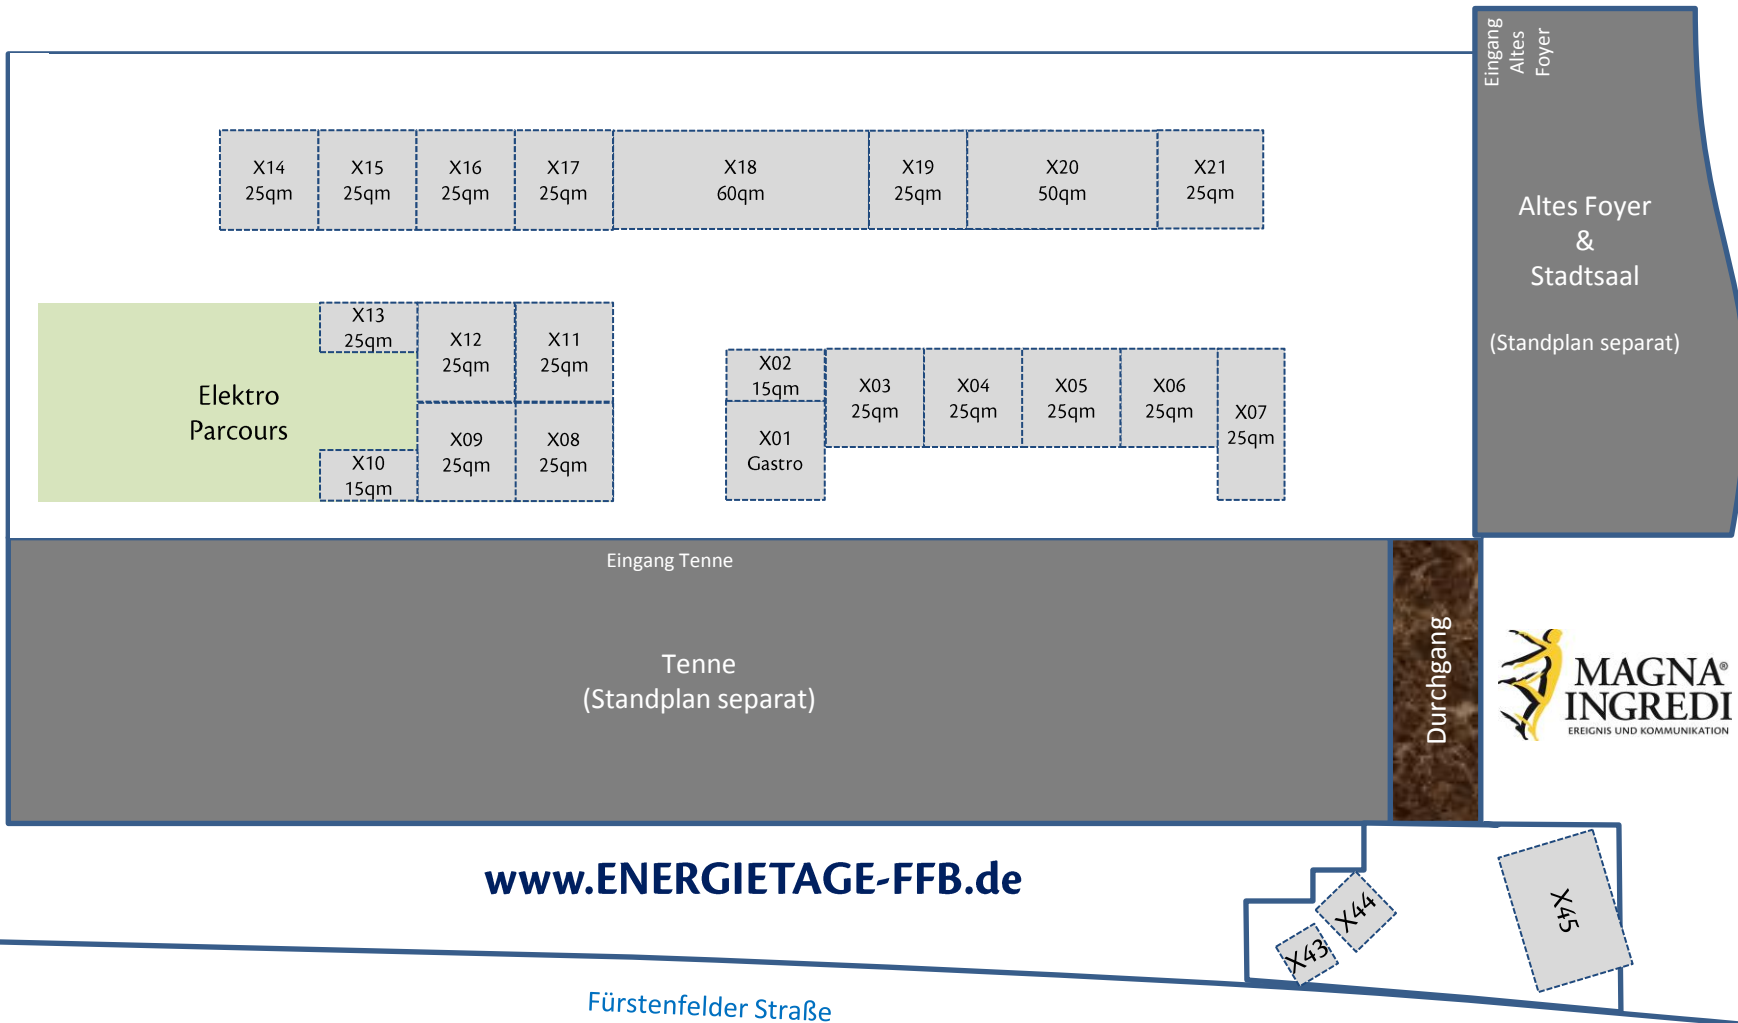 Eingang
Altes
Foyer
X14
25qm
X15
25qm
X16
25qm
X17
25qm
X18
60qm
X19
25qm
X20
50qm
X21
25qm
Altes Foyer
&
Stadtsaal
(Standplan separat)
X13
25qm
X12
25qm
X11
25qm
Elektro
Parcours
X10
15qm
X09
25qm
X08
25qm
X02
15qm
X01
Gastro
X03
25qm
X04
25qm
X05
25qm
X06
25qm
X07
25qm
Eingang Tenne
Tenne
(Standplan separat)
Durchgang
MAGNA®
INGREDI
EREIGNIS UND KOMMUNIKATION
www.ENERGIETAGE-FFB.de
X44
X43
X45
Fürstenfelder Straße